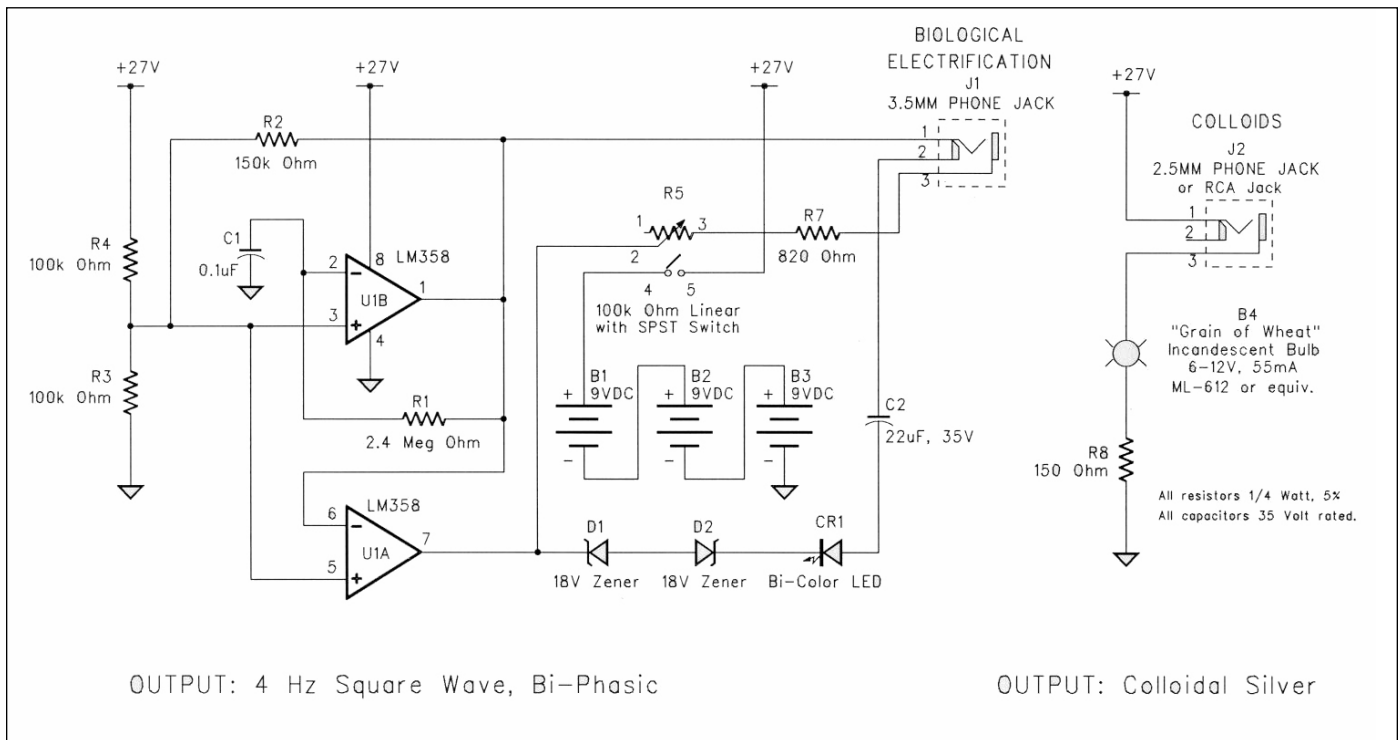 BIOLOGICAL
ELECTRIFICATION
J1
3.5MM PHONE JACK
1
2
3
+27V
+27V
+27V
+27V
COLLOIDS
J2
2.5MM PHONE JACK
or RCA Jack
1
2
3
R2
150k Ohm
R4
100k Ohm
C1
0.1uF
2
3
8
LM358
U1B
1
4
R5
1
3
2
4
5
100k Ohm Linear
with SPST Switch
R7
820 Ohm
R3
100k Ohm
R1
2.4 Meg Ohm
B1
+ 9VDC
-
B2
+ 9VDC
-
B3
+ 9VDC
-
C2
22uF, 35V
B4
"Grain of Wheat"
Incandescent Bulb
6-12V, 55mA
ML-612 or equiv.
R8
150 Ohm
All resistors 1/4 Watt, 5%
All capacitors 35 Volt rated.
LM358
6
5
U1A
7
D1
18V Zener
D2
18V Zener
CR1
Bi-Color LED
OUTPUT: 4 Hz Square Wave, Bi-Phasic
OUTPUT: Colloidal Silver